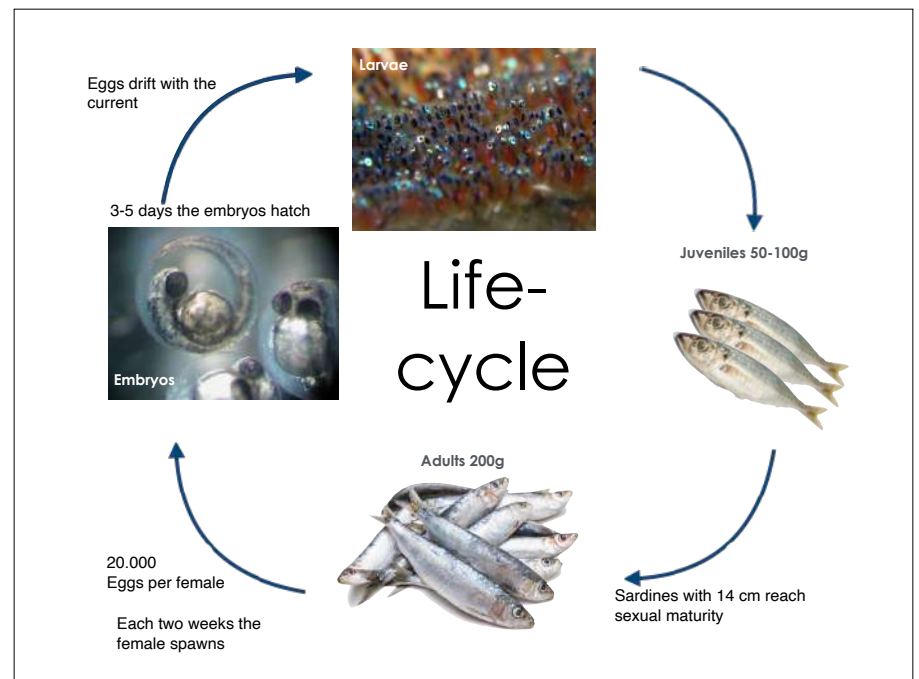 Larvae
Eggs drift with the
current
3-5 days the embryos hatch
Embryos
Life-
cycle
Juveniles 50-100g
Adults 200g
20.000
Eggs per female
Each two weeks the
female spawns
Sardines with 14 cm reach
sexual maturity